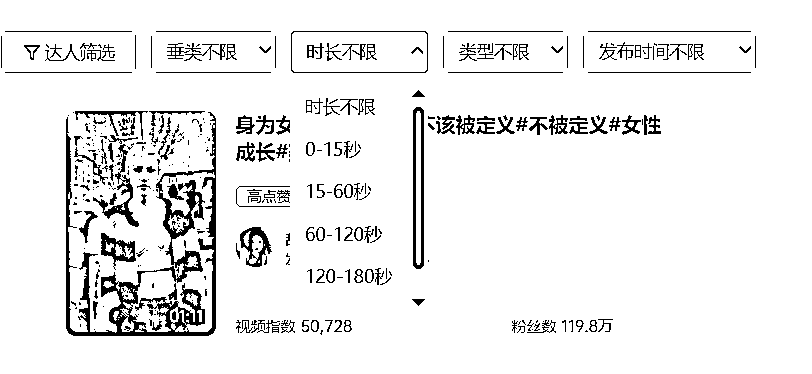 达人筛选 垂类不限 时长不限 类型不限 发布时间不限
时长不限
0-15秒
15-60秒
60-120秒
120-180秒
身为女 不该被定义#不被定义#女性
成长#
高点赞
01:11
视频指数 50,728
粉丝数 119.8万